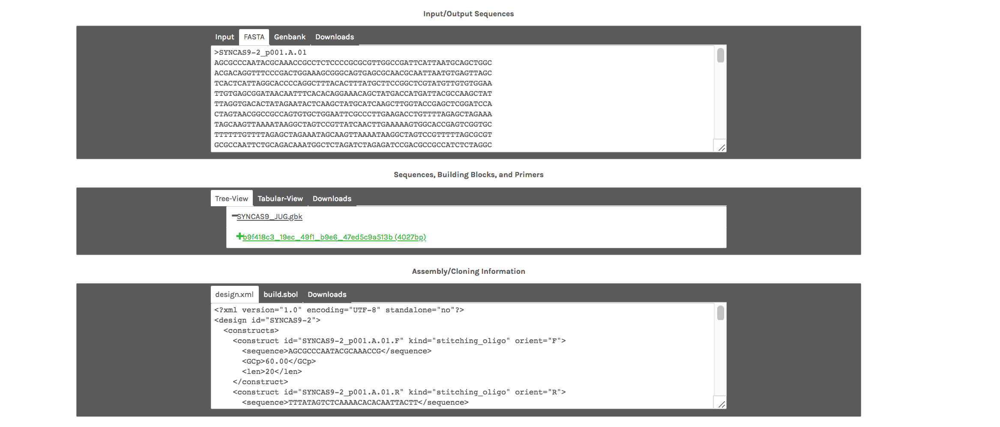 Input/Output Sequences
Input FASTA Genbank Downloads
>SYNCAS9-2_p001.A.01
AGCGCCCAATACGCAAACCGCCTCTCCCCGCGCGTTGGCCGATTCATTAATGCAGCTGGC
ACGACAGGTTTCCCGACTGGAAAGCGGGCAGTGAGCGCAACGCAATTAATGTGAGTTAGC
TCACTCATTAGGCACCCCAGGCTTTACACTTTATGCTTCCGGCTCGTATGTTGTGTGGAA
TTGTGAGCGGATAACAATTTCACACAGGAAACAGCTATGACCATGATTACGCCAAGCTAT
TTAGGTGACACTATAGAATACTCAAGCTATGCATCAAGCTTGGTACCGAGCTCGGATCCA
CTAGTAACGGCCGCCAGTGTGCTGGAATTCGCCCTTGAAGACCTGTTTTAGAGCTAGAAA
TAGCAAGTTAAAATAAGGCTAGTCCGTTATCAACTTGAAAAAGTGGCACCGAGTCGGTGC
TTTTTTGTTTTAGAGCTAGAAATAGCAAGTTAAAATAAGGCTAGTCCGTTTTTAGCGCGT
GCGCCAATTCTGCAGACAAATGGCTCTAGATCTAGAGATCCGACGCCGCCATCTCTAGGC
Sequences, Building Blocks, and Primers
Tree-View Tabular-View Downloads
SYNCAS9_JUG.gbk
b9f418c3_19ec_49f1_b9e6_47ed5c9a513b (4027bp)
Assembly/Cloning Information
design.xml build.sbol Downloads
<?xml version="1.0" encoding="UTF-8" standalone="no"?>
<design id="SYNCAS9-2">
<constructs>
<construct id="SYNCAS9-2_p001.A.01.F" kind="stitching_oligo" orient="F">
<sequence>AGCGCCCAATACGCAAACCG</sequence>
<GCp>60.00</GCp>
<len>20</len>
</construct>
<construct id="SYNCAS9-2_p001.A.01.R" kind="stitching_oligo" orient="R">
<sequence>TTTATAGTCTCAAAACACACAATTACTT</sequence>